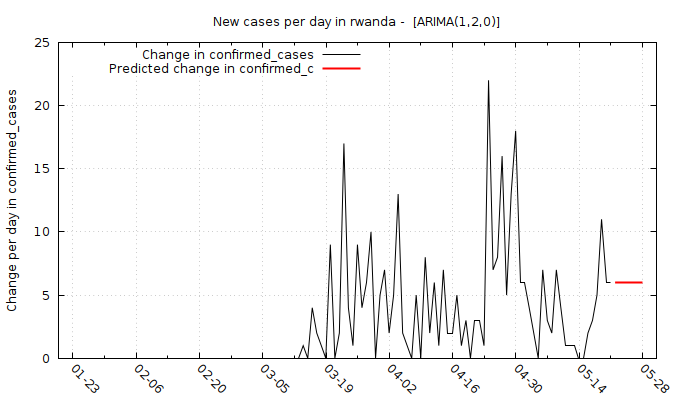 New cases per day in rwanda -  [ARIMA(1,2,0)]
Change in confirmed_cases
Predicted change in confirmed_c
Change per day in confirmed_cases
25
20
15
10
5
0
01-23 02-06 02-20 03-05 03-19 04-02 04-16 04-30 05-14 05-28